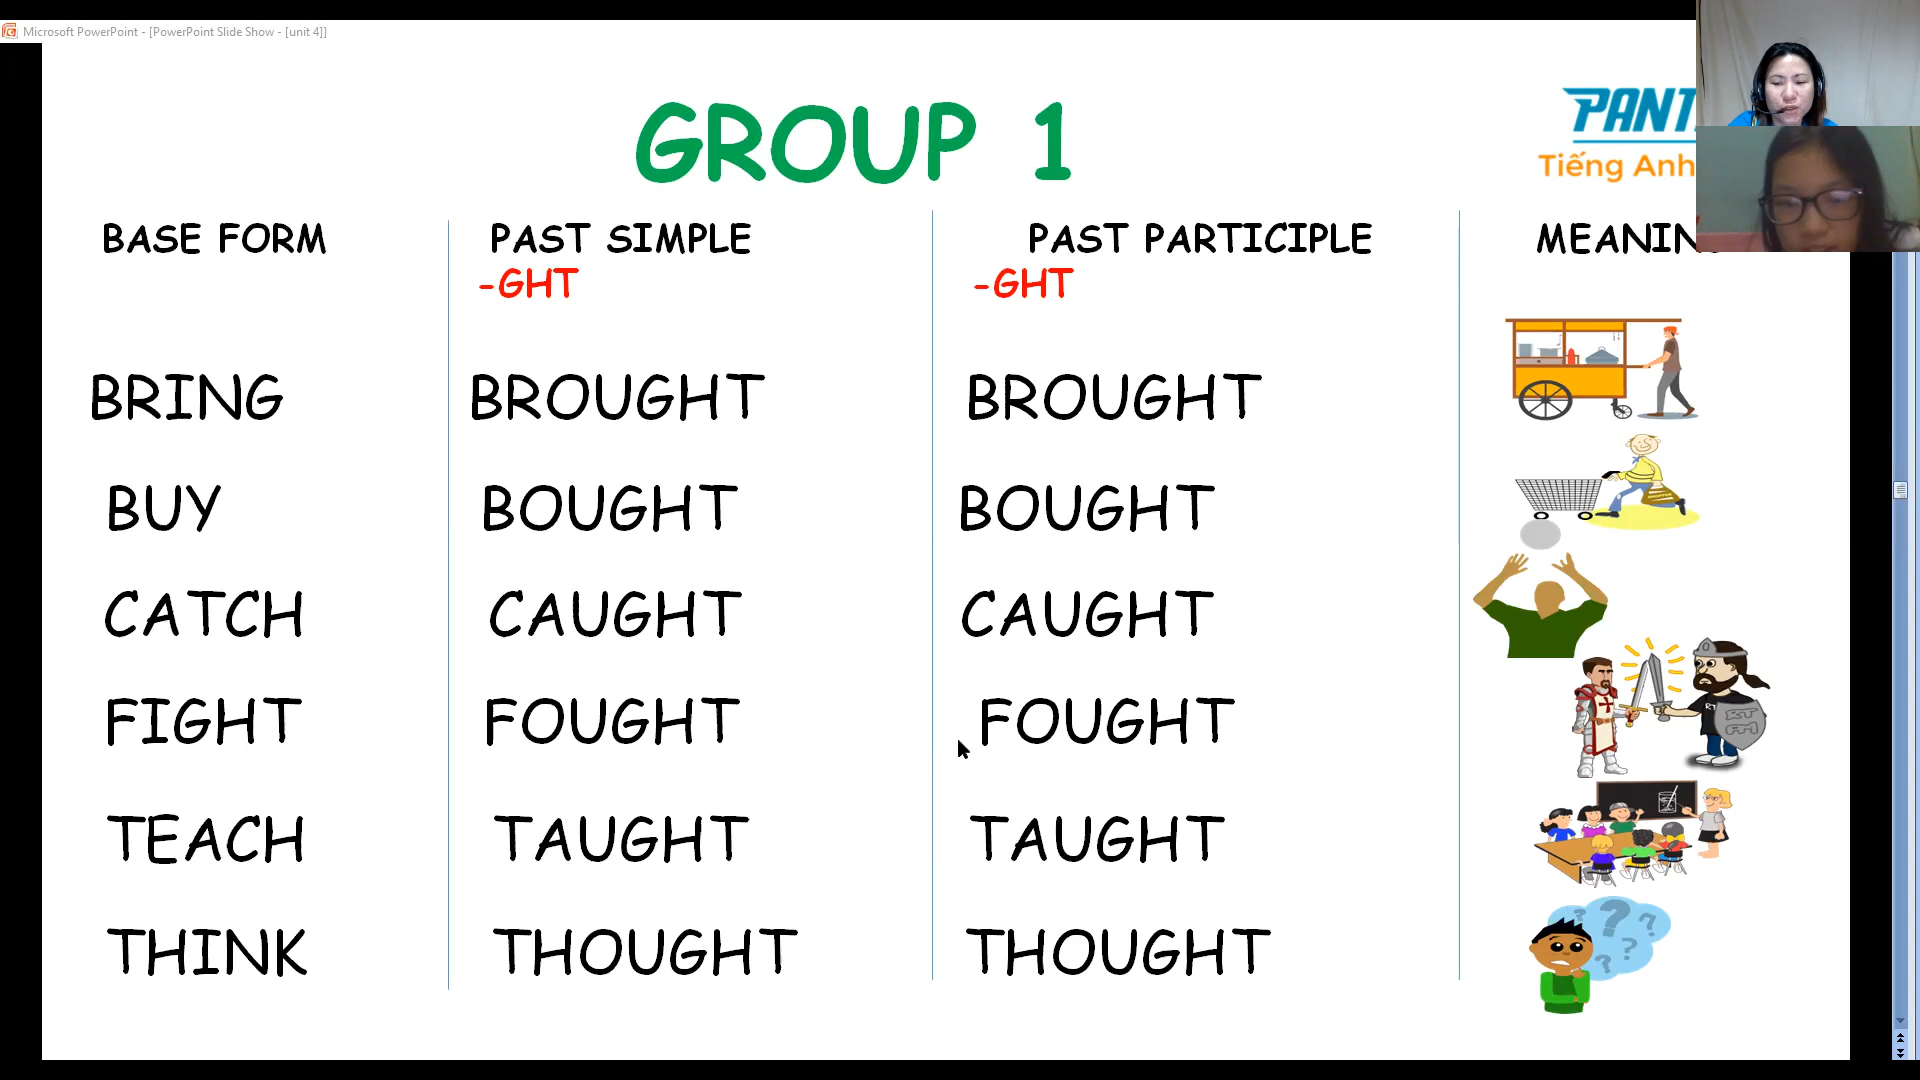 Microsoft PowerPoint - [PowerPoint Slide Show - [unit 4]]
GROUP 1
PANT
Tiếng Anh
BASE FORM PAST SIMPLE PAST PARTICIPLE MEANIN
-GHT -GHT
BRING BROUGHT BROUGHT
BUY BOUGHT BOUGHT
CATCH CAUGHT CAUGHT
FIGHT FOUGHT FOUGHT
TEACH TAUGHT TAUGHT
THINK THOUGHT THOUGHT